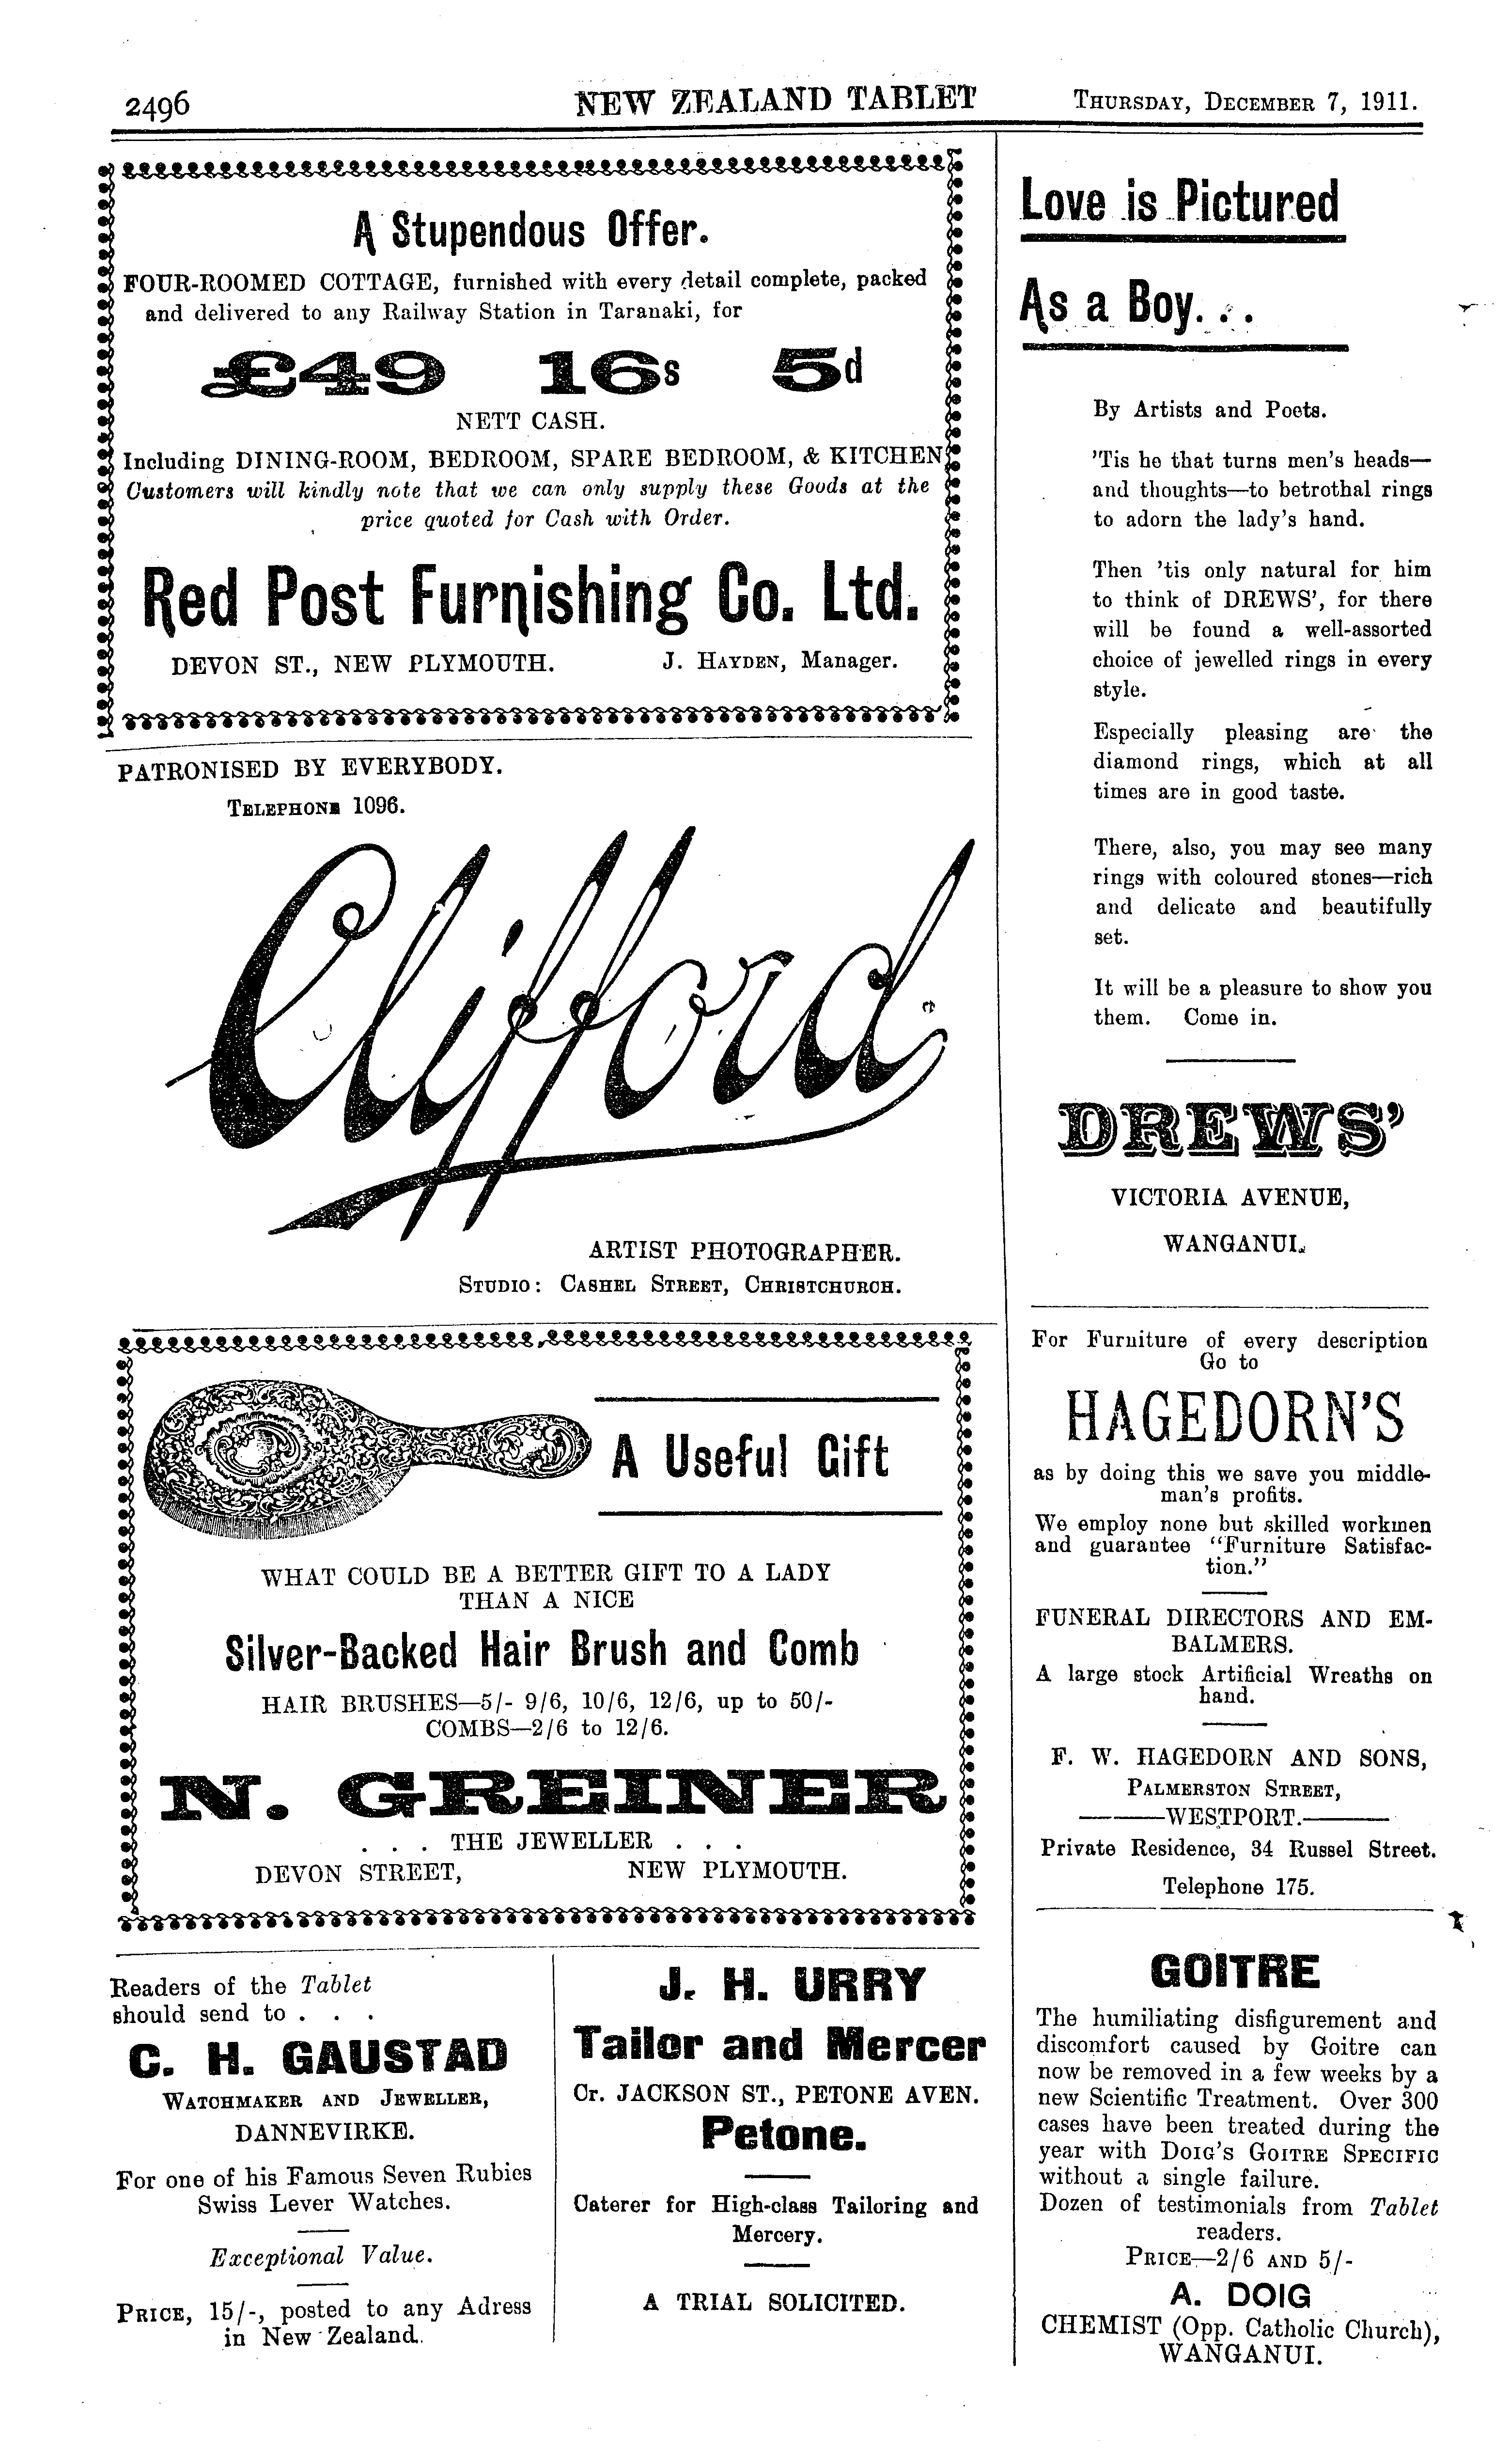 2496
NEW ZEALAND TABLET
THURSDAY, DECEMBER 7, 1911.
A Stupendous Offer.
FOUR-ROOMED COTTAGE, furnished with every detail complete, packed
and delivered to any Railway Station in Taranaki, for
£49 16s 5d
NETT CASH.
Including DINING-ROOM, BEDROOM, SPARE BEDROOM, & KITCHEN
Customers will kindly note that we can only supply these Goods at the
price quoted for Cash with Order.
Red Post Furnishing Co. Ltd.
DEVON ST., NEW PLYMOUTH. J. HAYDEN, Manager.
PATRONISED BY EVERYBODY.
TELEPHONE 1096.
Clifford
ARTIST PHOTOGRAPHER.
STUDIO: CASHEL STREET, CHRISTCHURCH.
A Useful Gift
WHAT COULD BE A BETTER GIFT TO A LADY
THAN A NICE
Silver-Backed Hair Brush and Comb
HAIR BRUSHES—5/- 9/6, 10/6, 12/6, up to 50/-
COMBS—2/6 to 12/6.
N. GREINER
. . . THE JEWELLER . . .
DEVON STREET, NEW PLYMOUTH.
Readers of the Tablet
should send to . . .
C. H. GAUSTAD
WATCHMAKER AND JEWELLER,
DANNEVIRKE.
For one of his Famous Seven Rubies
Swiss Lever Watches.
Exceptional Value.
PRICE, 15/-, posted to any Adress
in New Zealand.
J. H. URRY
Tailor and Mercer
Cr. JACKSON ST., PETONE AVEN.
Petone.
Caterer for High-class Tailoring and
Mercery.
A TRIAL SOLICITED.
Love is Pictured
As a Boy. . .
By Artists and Poets.
'Tis he that turns men's heads—
and thoughts—to betrothal rings
to adorn the lady's hand.
Then 'tis only natural for him
to think of DREWS', for there
will be found a well-assorted
choice of jewelled rings in every
style.
Especially pleasing are the
diamond rings, which at all
times are in good taste.
There, also, you may see many
rings with coloured stones—rich
and delicate and beautifully
set.
It will be a pleasure to show you
them. Come in.
DREWS'
VICTORIA AVENUE,
WANGANUI.
For Furniture of every description
Go to
HAGEDORN'S
as by doing this we save you middle-
man's profits.
We employ none but skilled workmen
and guarantee "Furniture Satisfac-
tion."
FUNERAL DIRECTORS AND EM-
BALMERS.
A large stock Artificial Wreaths on
hand.
F. W. HAGEDORN AND SONS,
PALMERSTON STREET,
———WESTPORT.———
Private Residence, 34 Russel Street.
Telephone 175.
GOITRE
The humiliating disfigurement and
discomfort caused by Goitre can
now be removed in a few weeks by a
new Scientific Treatment. Over 300
cases have been treated during the
year with DOIG'S GOITRE SPECIFIC
without a single failure.
Dozen of testimonials from Tablet
readers.
PRICE—2/6 AND 5/-
A. DOIG
CHEMIST (Opp. Catholic Church),
WANGANUI.